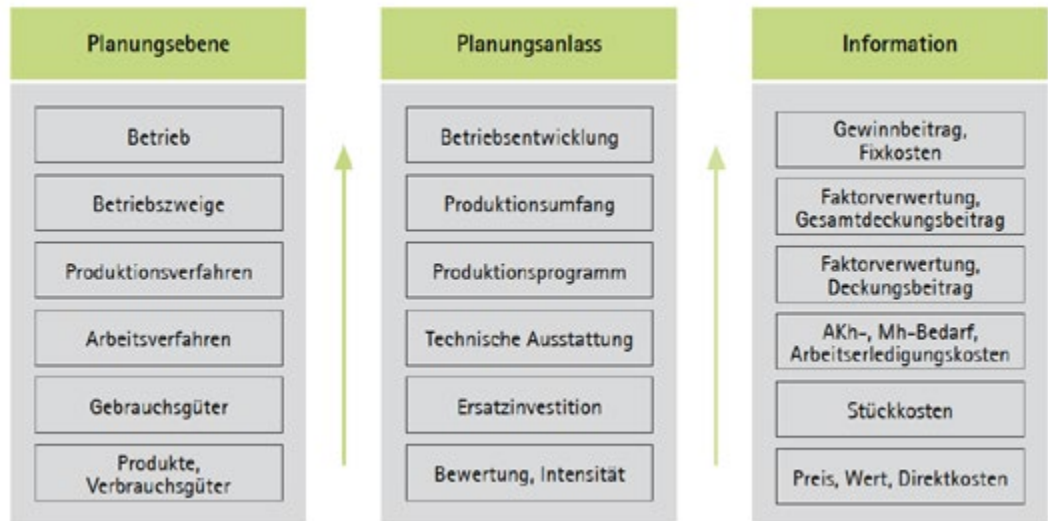 Planungsebene
Betrieb
Betriebszweige
Produktionsverfahren
Arbeitsverfahren
Gebrauchsgüter
Produkte,
Verbrauchsgüter
Planungsanlass
Betriebsentwicklung
Produktionsumfang
Produktionsprogramm
Technische Ausstattung
Ersatzinvestition
Bewertung, Intensität
Information
Gewinnbeitrag,
Fixkosten
Faktorverwertung,
Gesamtdeckungsbeitrag
Faktorverwertung,
Deckungsbeitrag
AKh-, Mh-Bedarf,
Arbeitserledigungskosten
Stückkosten
Preis, Wert, Direktkosten